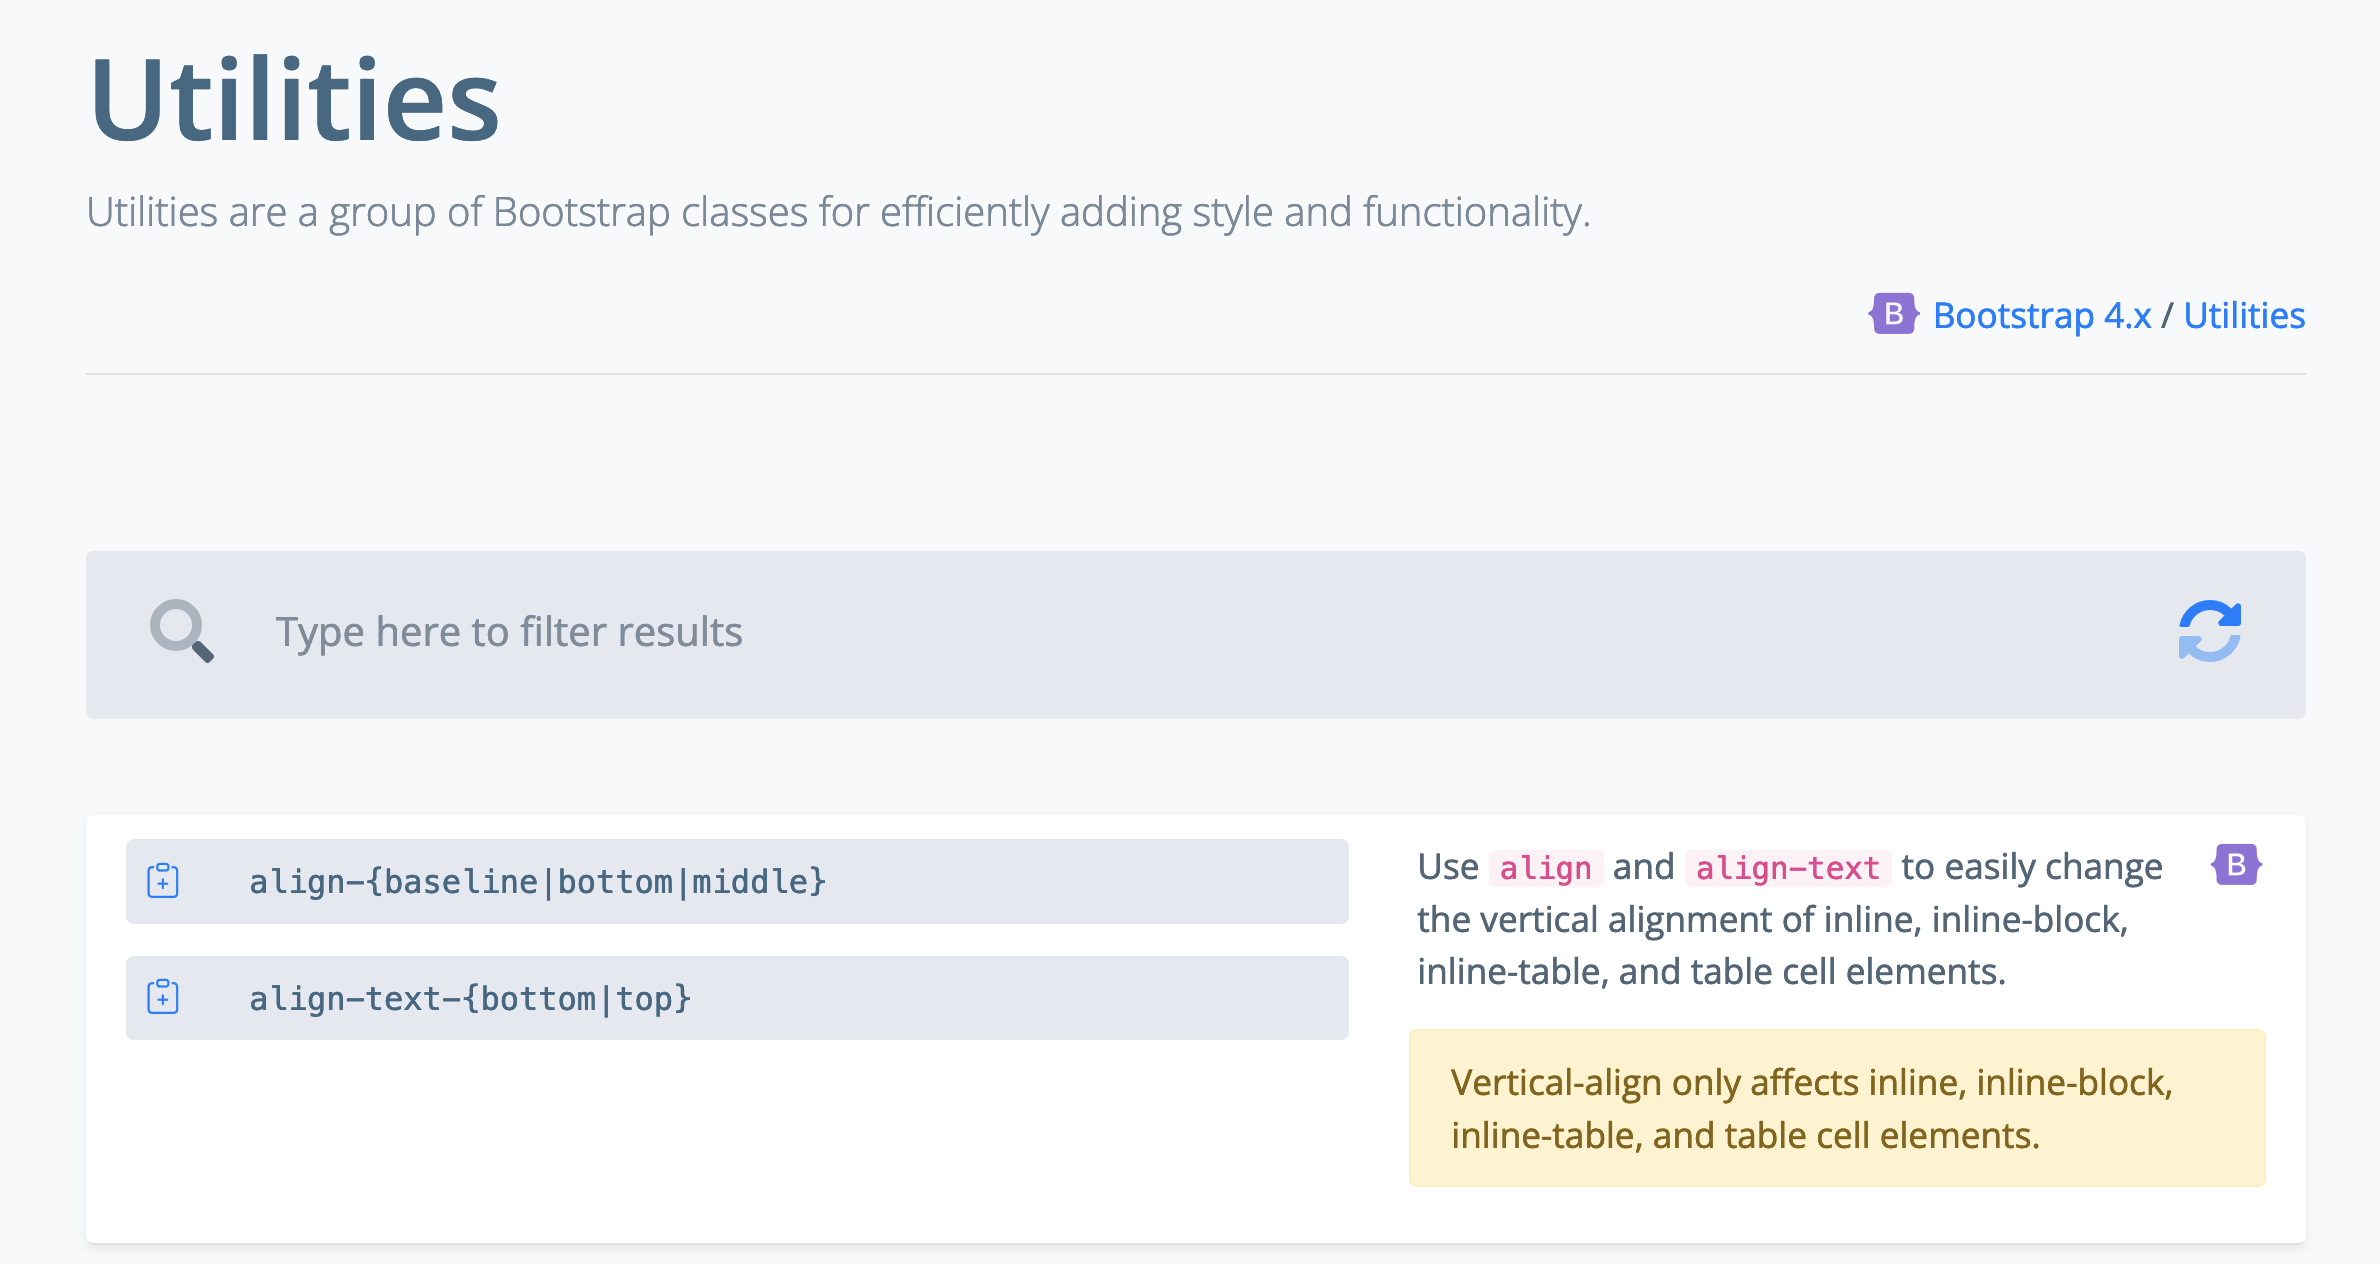 Utilities
Utilities are a group of Bootstrap classes for efficiently adding style and functionality.
B Bootstrap 4.x / Utilities
Type here to filter results
align-{baseline|bottom|middle}
align-text-{bottom|top}
Use align and align-text to easily change B
the vertical alignment of inline, inline-block,
inline-table, and table cell elements.
Vertical-align only affects inline, inline-block,
inline-table, and table cell elements.